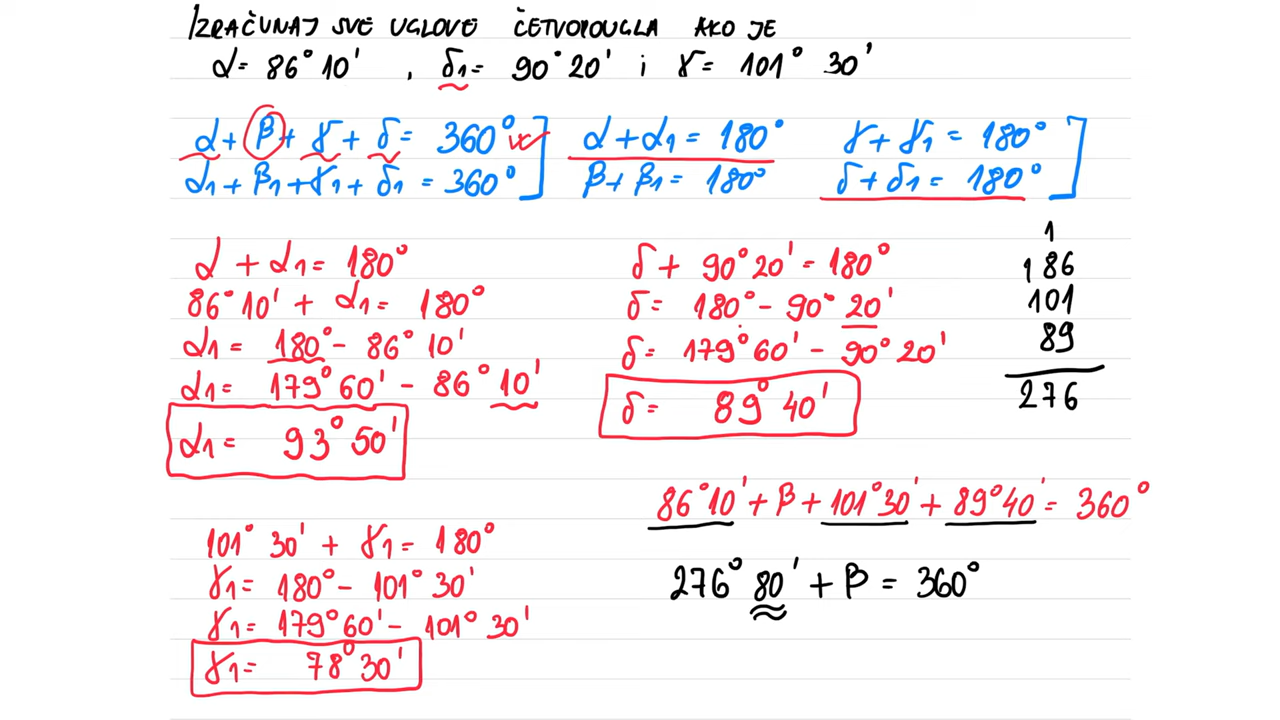 IZRAČUNAJ SVE UGLOVE ČETVOROUGLA AKO JE
α = 86° 10' , δ₁ = 90° 20' i γ = 101° 30'
α + β + γ + δ = 360°
α₁ + β₁ + γ₁ + δ₁ = 360°
α + α₁ = 180°
β + β₁ = 180°
γ + γ₁ = 180°
δ + δ₁ = 180°
α + α₁ = 180°
86° 10' + α₁ = 180°
α₁ = 180° - 86° 10'
α₁ = 179° 60' - 86° 10'
α₁ = 93° 50'
δ + 90° 20' = 180°
δ = 180° - 90° 20'
δ = 179° 60' - 90° 20'
δ = 89° 40'
1
186
101
89
276
101° 30' + γ₁ = 180°
γ₁ = 180° - 101° 30'
γ₁ = 179° 60' - 101° 30'
γ₁ = 78° 30'
86° 10' + β + 101° 30' + 89° 40' = 360°
276° 80' + β = 360°